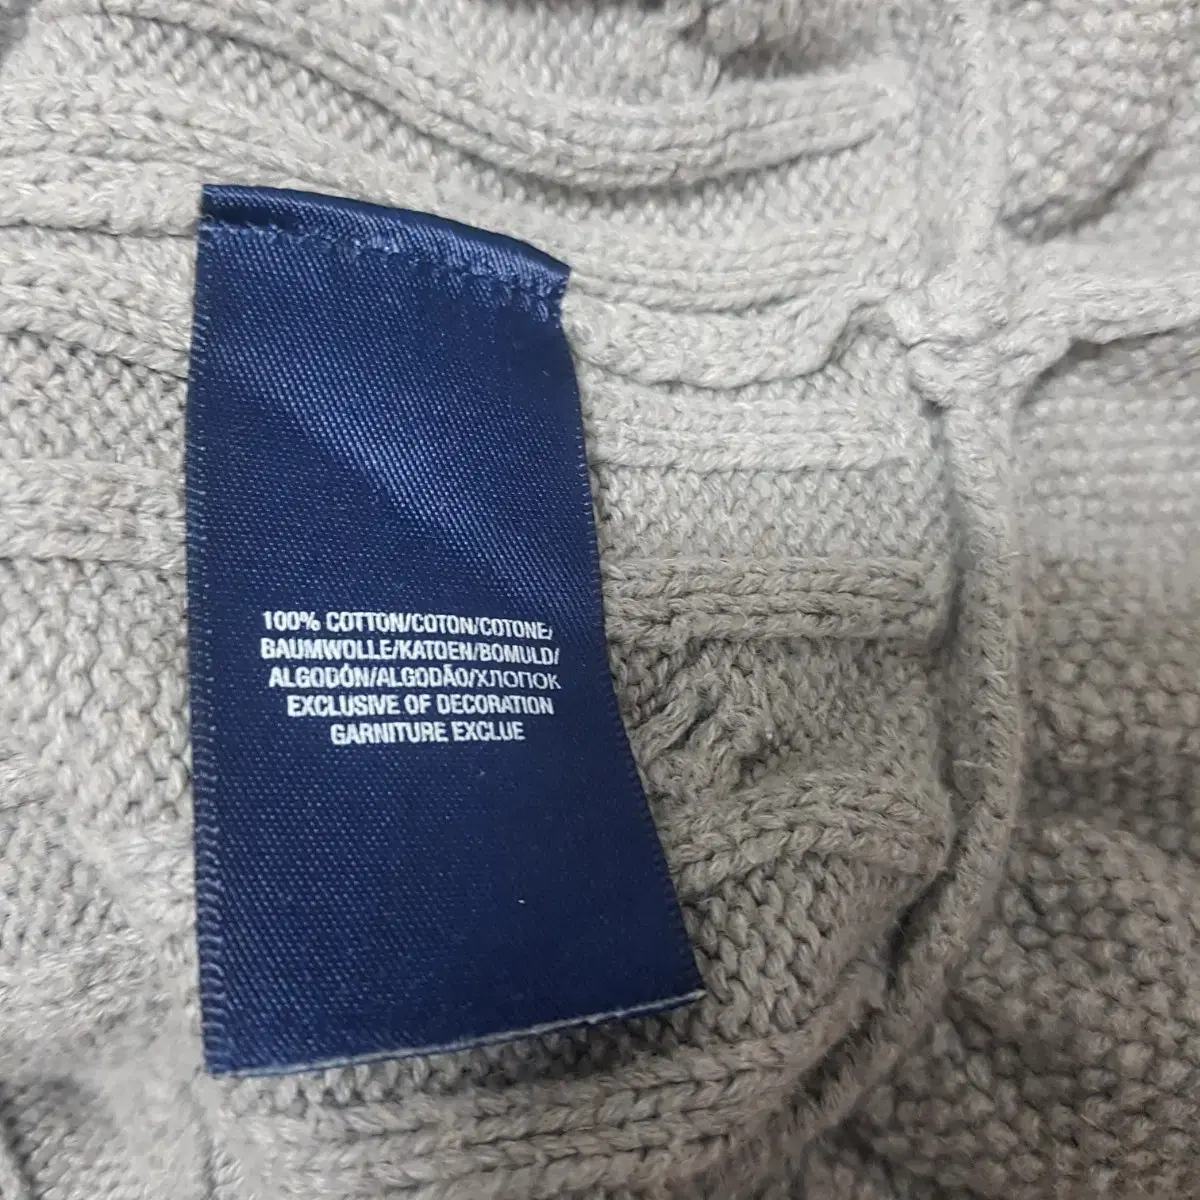 100% COTTON/COTON/COTONE/
BAUMWOLLE/KATOEN/BOMULD/
ALGODÓN/ALGODÃO/ХЛОПОК
EXCLUSIVE OF DECORATION
GARNITURE EXCLUE